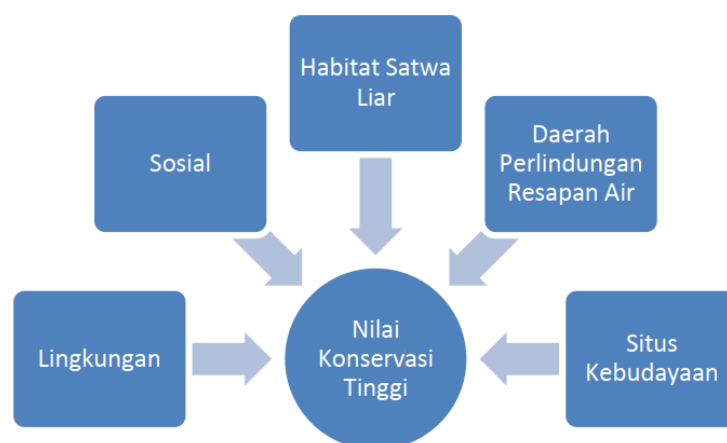 Habitat Satwa
Liar
Sosial
Daerah
Perlindungan
Resapan Air
Lingkungan
Nilai
Konservasi
Tinggi
Situs
Kebudayaan